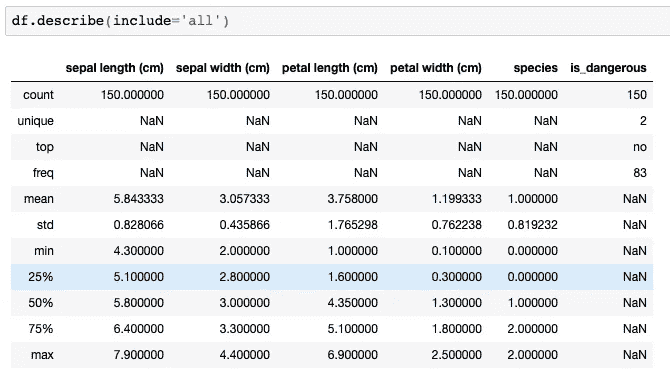 df.describe(include='all')
sepal length (cm) sepal width (cm) petal length (cm) petal width (cm) species is_dangerous
count 150.000000 150.000000 150.000000 150.000000 150.000000 150
unique NaN NaN NaN NaN NaN 2
top NaN NaN NaN NaN NaN no
freq NaN NaN NaN NaN NaN 83
mean 5.843333 3.057333 3.758000 1.199333 1.000000 NaN
std 0.828066 0.435866 1.765298 0.762238 0.819232 NaN
min 4.300000 2.000000 1.000000 0.100000 0.000000 NaN
25% 5.100000 2.800000 1.600000 0.300000 0.000000 NaN
50% 5.800000 3.000000 4.350000 1.300000 1.000000 NaN
75% 6.400000 3.300000 5.100000 1.800000 2.000000 NaN
max 7.900000 4.400000 6.900000 2.500000 2.000000 NaN